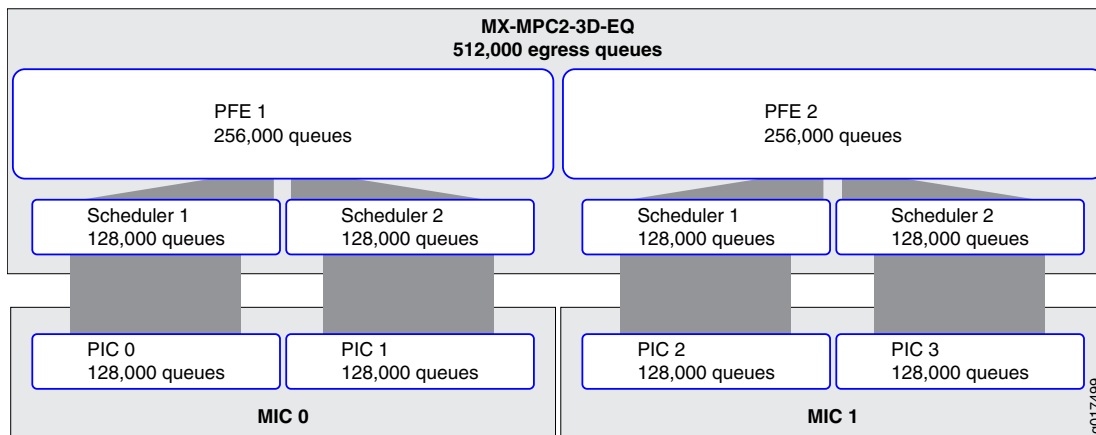 MX-MPC2-3D-EQ
512,000 egress queues
PFE 1
256,000 queues
PFE 2
256,000 queues
Scheduler 1
128,000 queues
Scheduler 2
128,000 queues
Scheduler 1
128,000 queues
Scheduler 2
128,000 queues
PIC 0
128,000 queues
PIC 1
128,000 queues
PIC 2
128,000 queues
PIC 3
128,000 queues
MIC 0
MIC 1
g017499